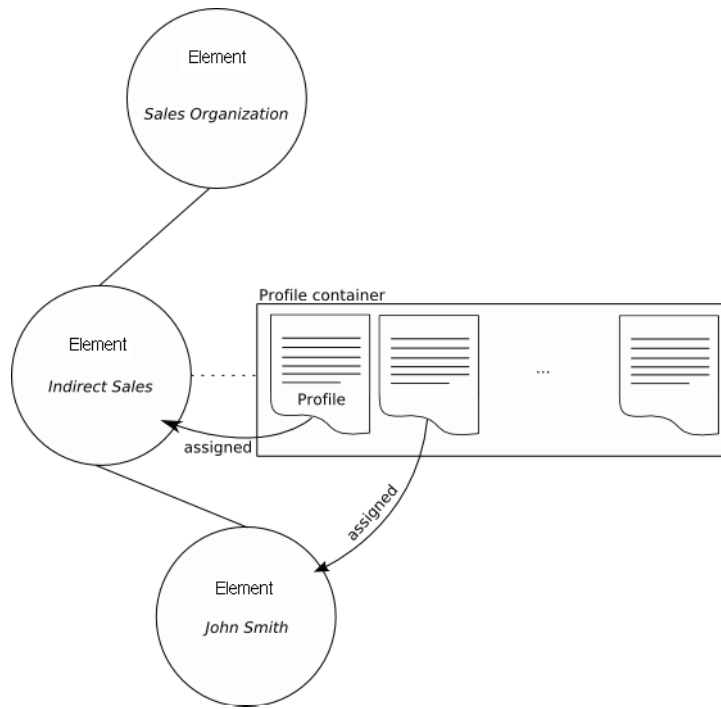 Element
Sales Organization
Profile container
Element
Indirect Sales
Profile
...
assigned
assigned
Element
John Smith